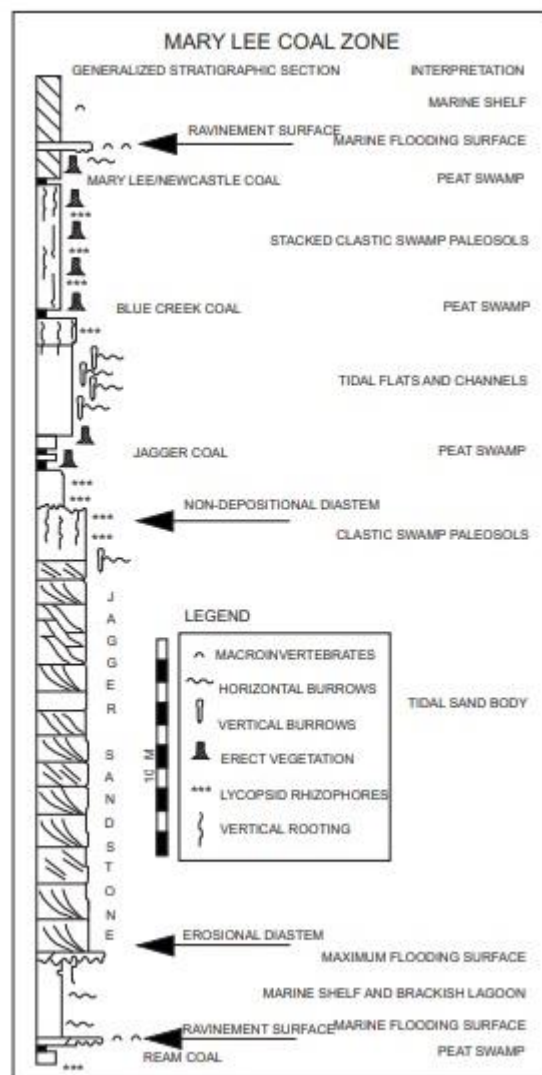 MARY LEE COAL ZONE
GENERALIZED STRATIGRAPHIC SECTION INTERPRETATION
MARINE SHELF
RAVINEMENT SURFACE
MARINE FLOODING SURFACE
MARY LEE/NEWCASTLE COAL PEAT SWAMP
STACKED CLASTIC SWAMP PALEOSOLS
BLUE CREEK COAL PEAT SWAMP
TIDAL FLATS AND CHANNELS
JAGGER COAL PEAT SWAMP
NON-DEPOSITIONAL DIASTEM
CLASTIC SWAMP PALEOSOLS
JAGGER SANDSTONE
LEGEND
MACROINVERTEBRATES
HORIZONTAL BURROWS
VERTICAL BURROWS
ERECT VEGETATION
LYCOPSID RHIZOPHORES
VERTICAL ROOTING
10 M
TIDAL SAND BODY
EROSIONAL DIASTEM
MAXIMUM FLOODING SURFACE
MARINE SHELF AND BRACKISH LAGOON
RAVINEMENT SURFACE MARINE FLOODING SURFACE
REAM COAL PEAT SWAMP